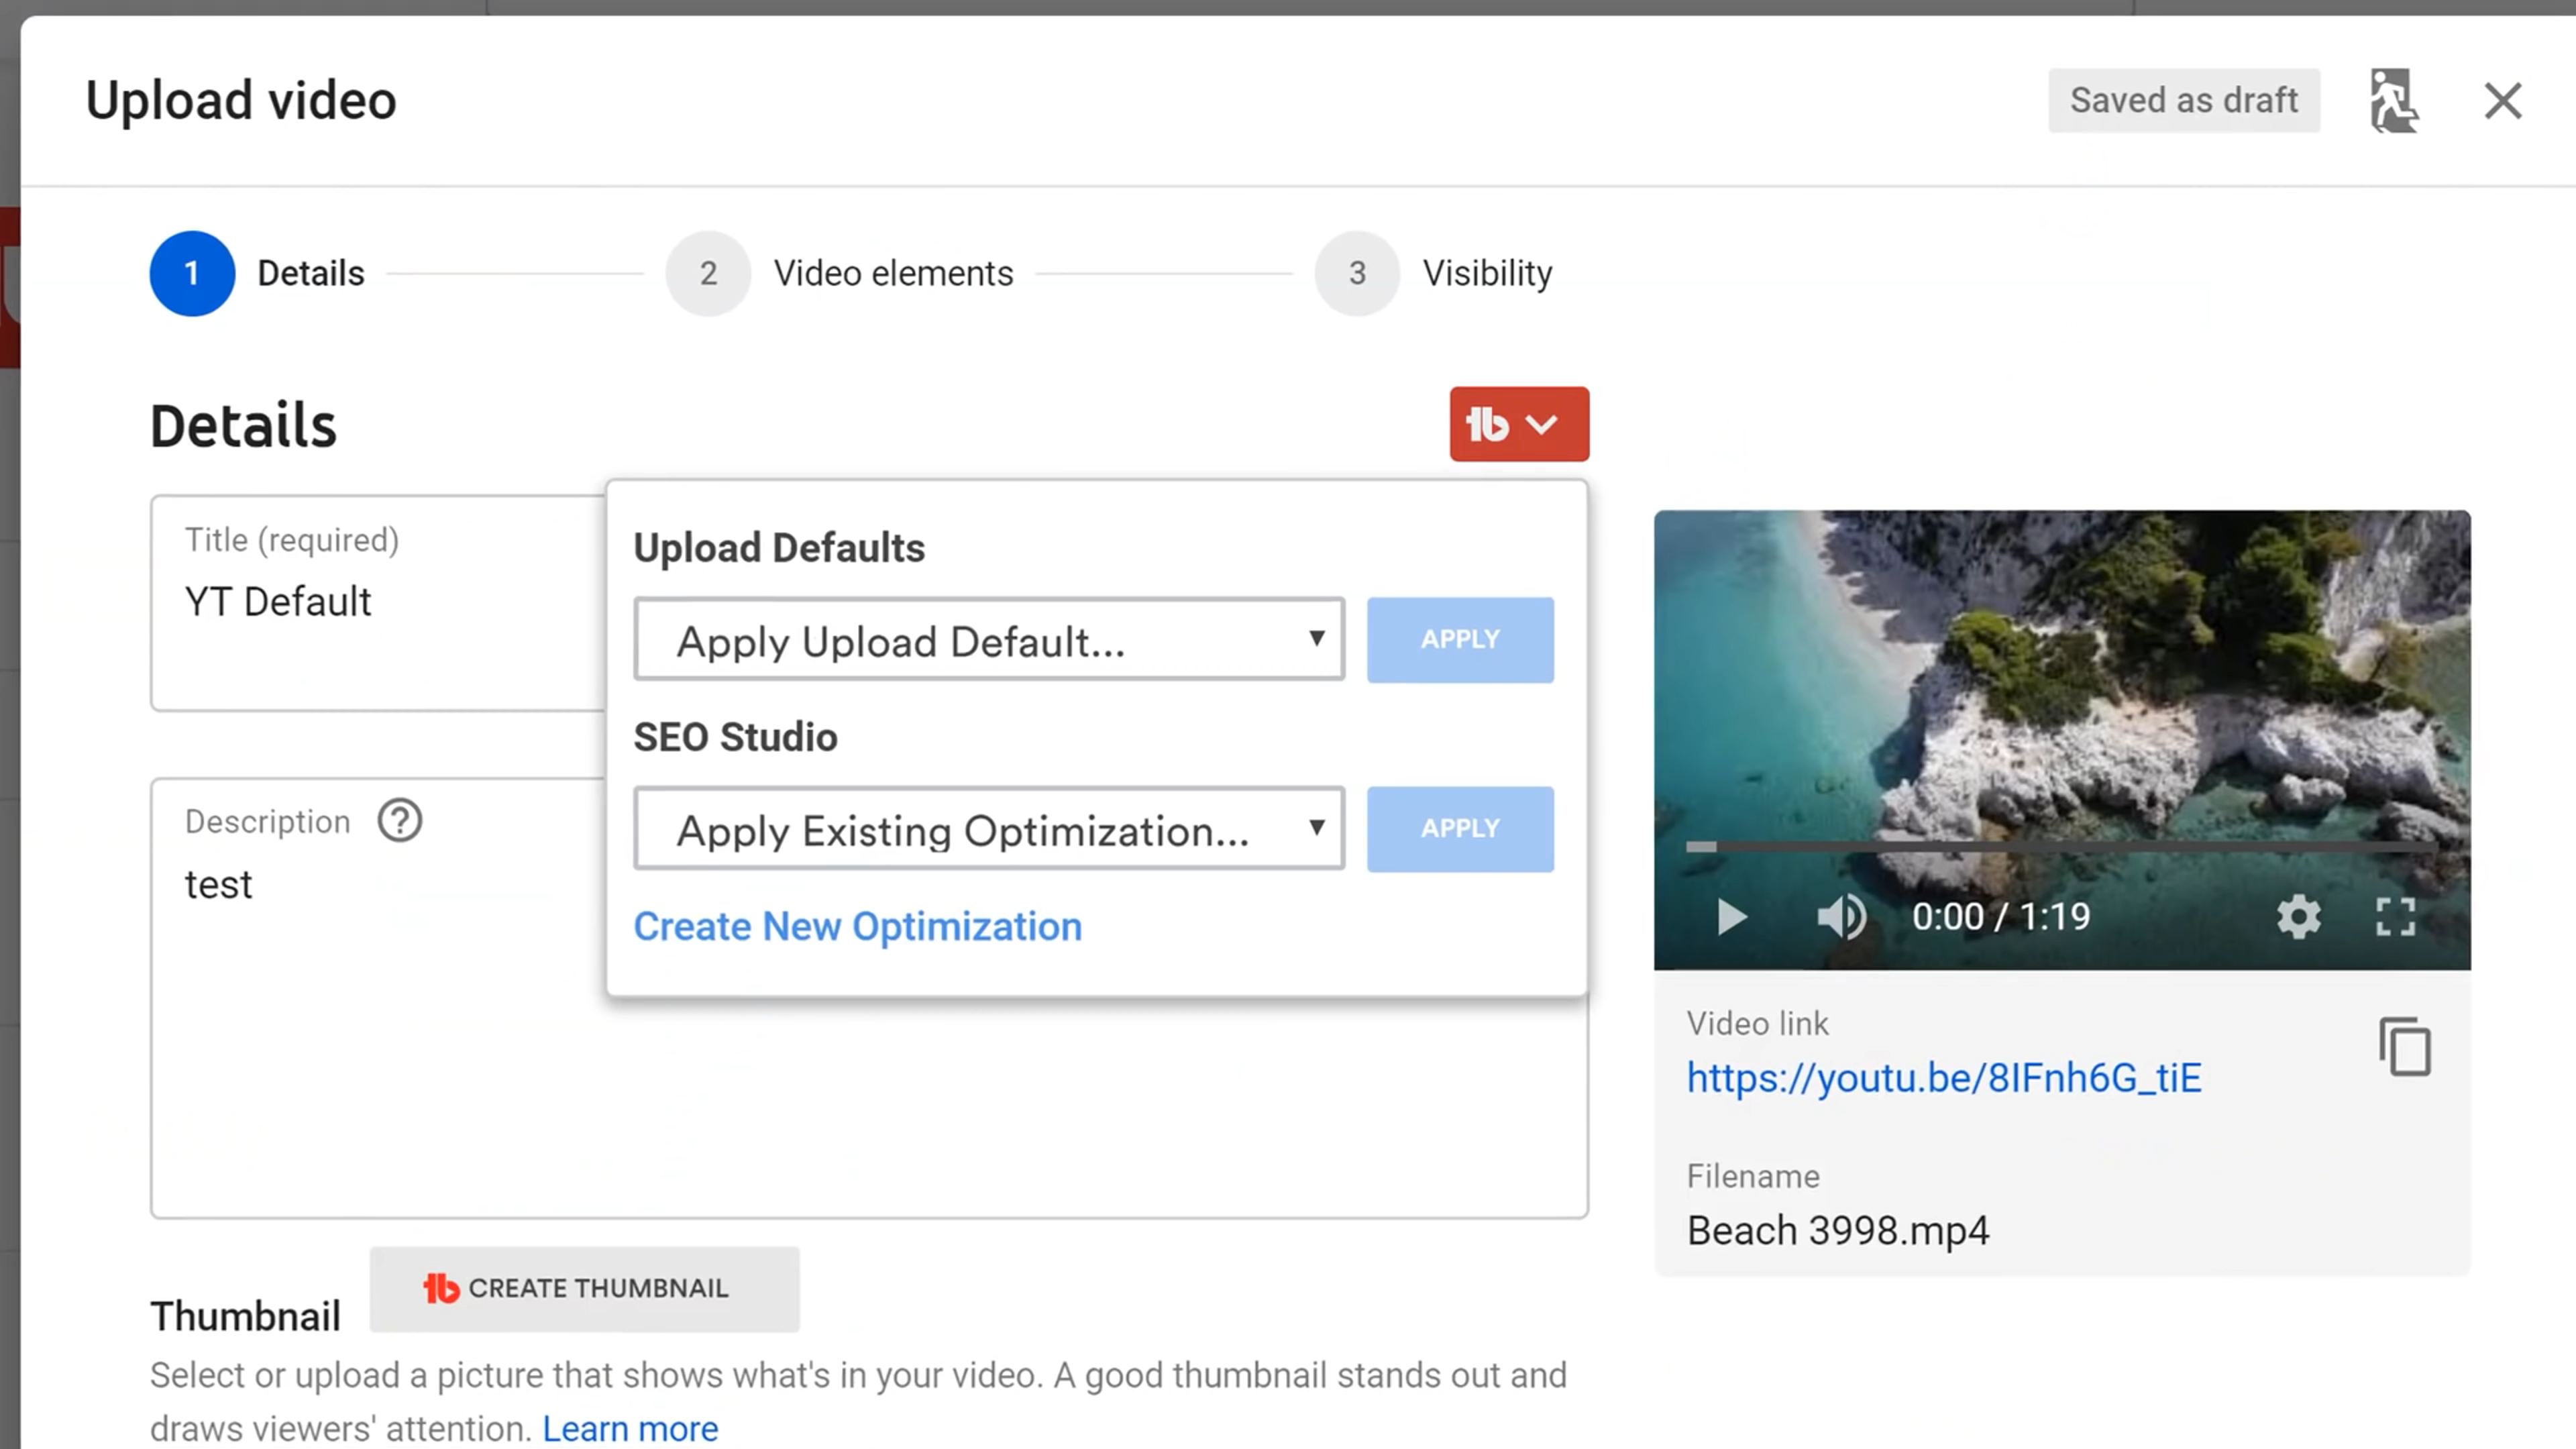 Upload video
Saved as draft
1 Details
2 Video elements
3 Visibility
Details
tb
Title (required)
YT Default
Upload Defaults
Apply Upload Default...
APPLY
SEO Studio
Apply Existing Optimization...
APPLY
Create New Optimization
Description ?
test
0:00 / 1:19
Video link
https://youtu.be/8IFnh6G_tiE
Filename
Beach 3998.mp4
Thumbnail
tb CREATE THUMBNAIL
Select or upload a picture that shows what's in your video. A good thumbnail stands out and
draws viewers' attention. Learn more